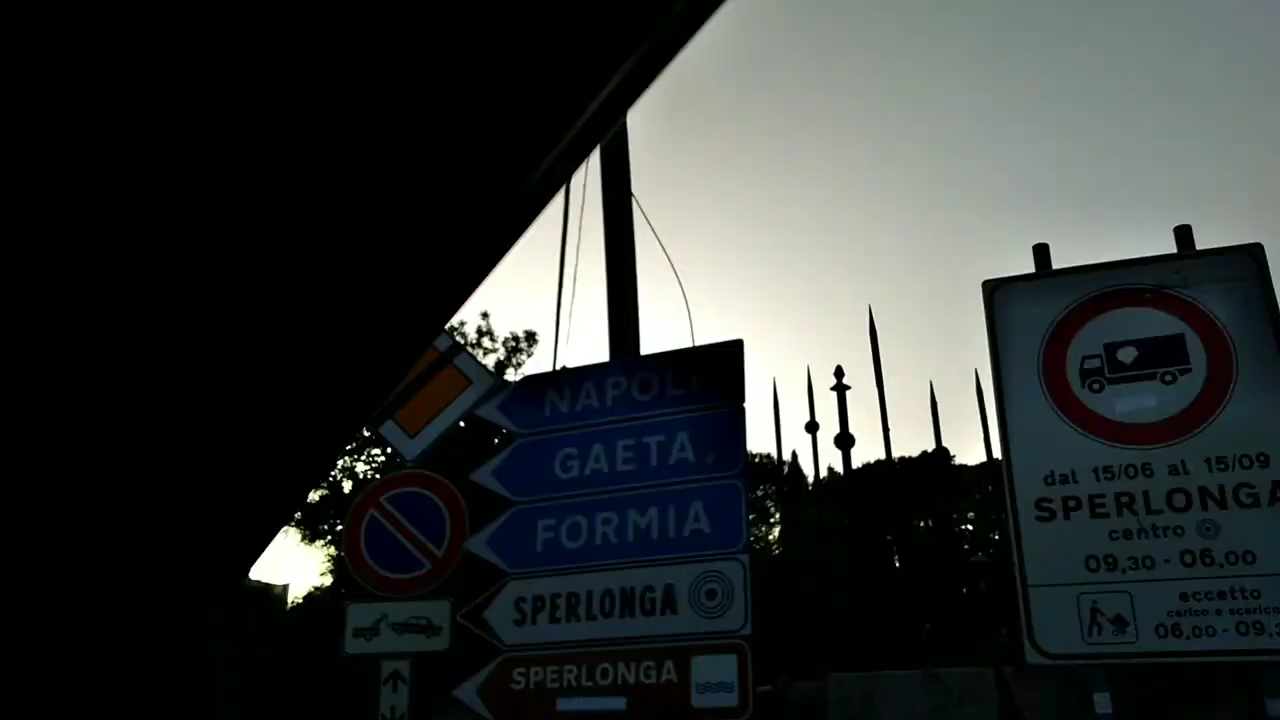 NAPOLI
GAETA
FORMIA
SPERLONGA
SPERLONGA
dal 15/06 al 15/09
SPERLONGA
centro
09,30 - 06,00
eccetto
carico e scarico
06,00 - 09,3